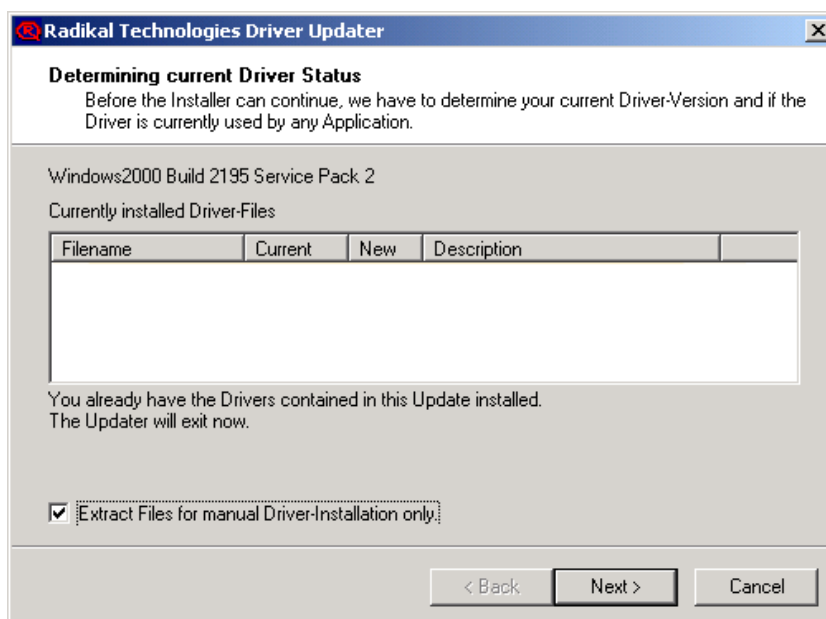 Radikal Technologies Driver Updater
Determining current Driver Status
Before the Installer can continue, we have to determine your current Driver-Version and if the
Driver is currently used by any Application.
Windows2000 Build 2195 Service Pack 2
Currently installed Driver-Files
Filename Current New Description
You already have the Drivers contained in this Update installed.
The Updater will exit now.
Extract Files for manual Driver-Installation only.
< Back Next > Cancel